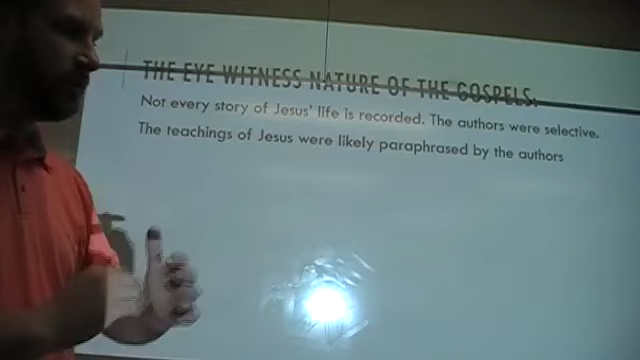 THE EYE WITNESS NATURE OF THE GOSPELS.
Not every story of Jesus' life is recorded. The authors were selective.
The teachings of Jesus were likely paraphrased by the authors